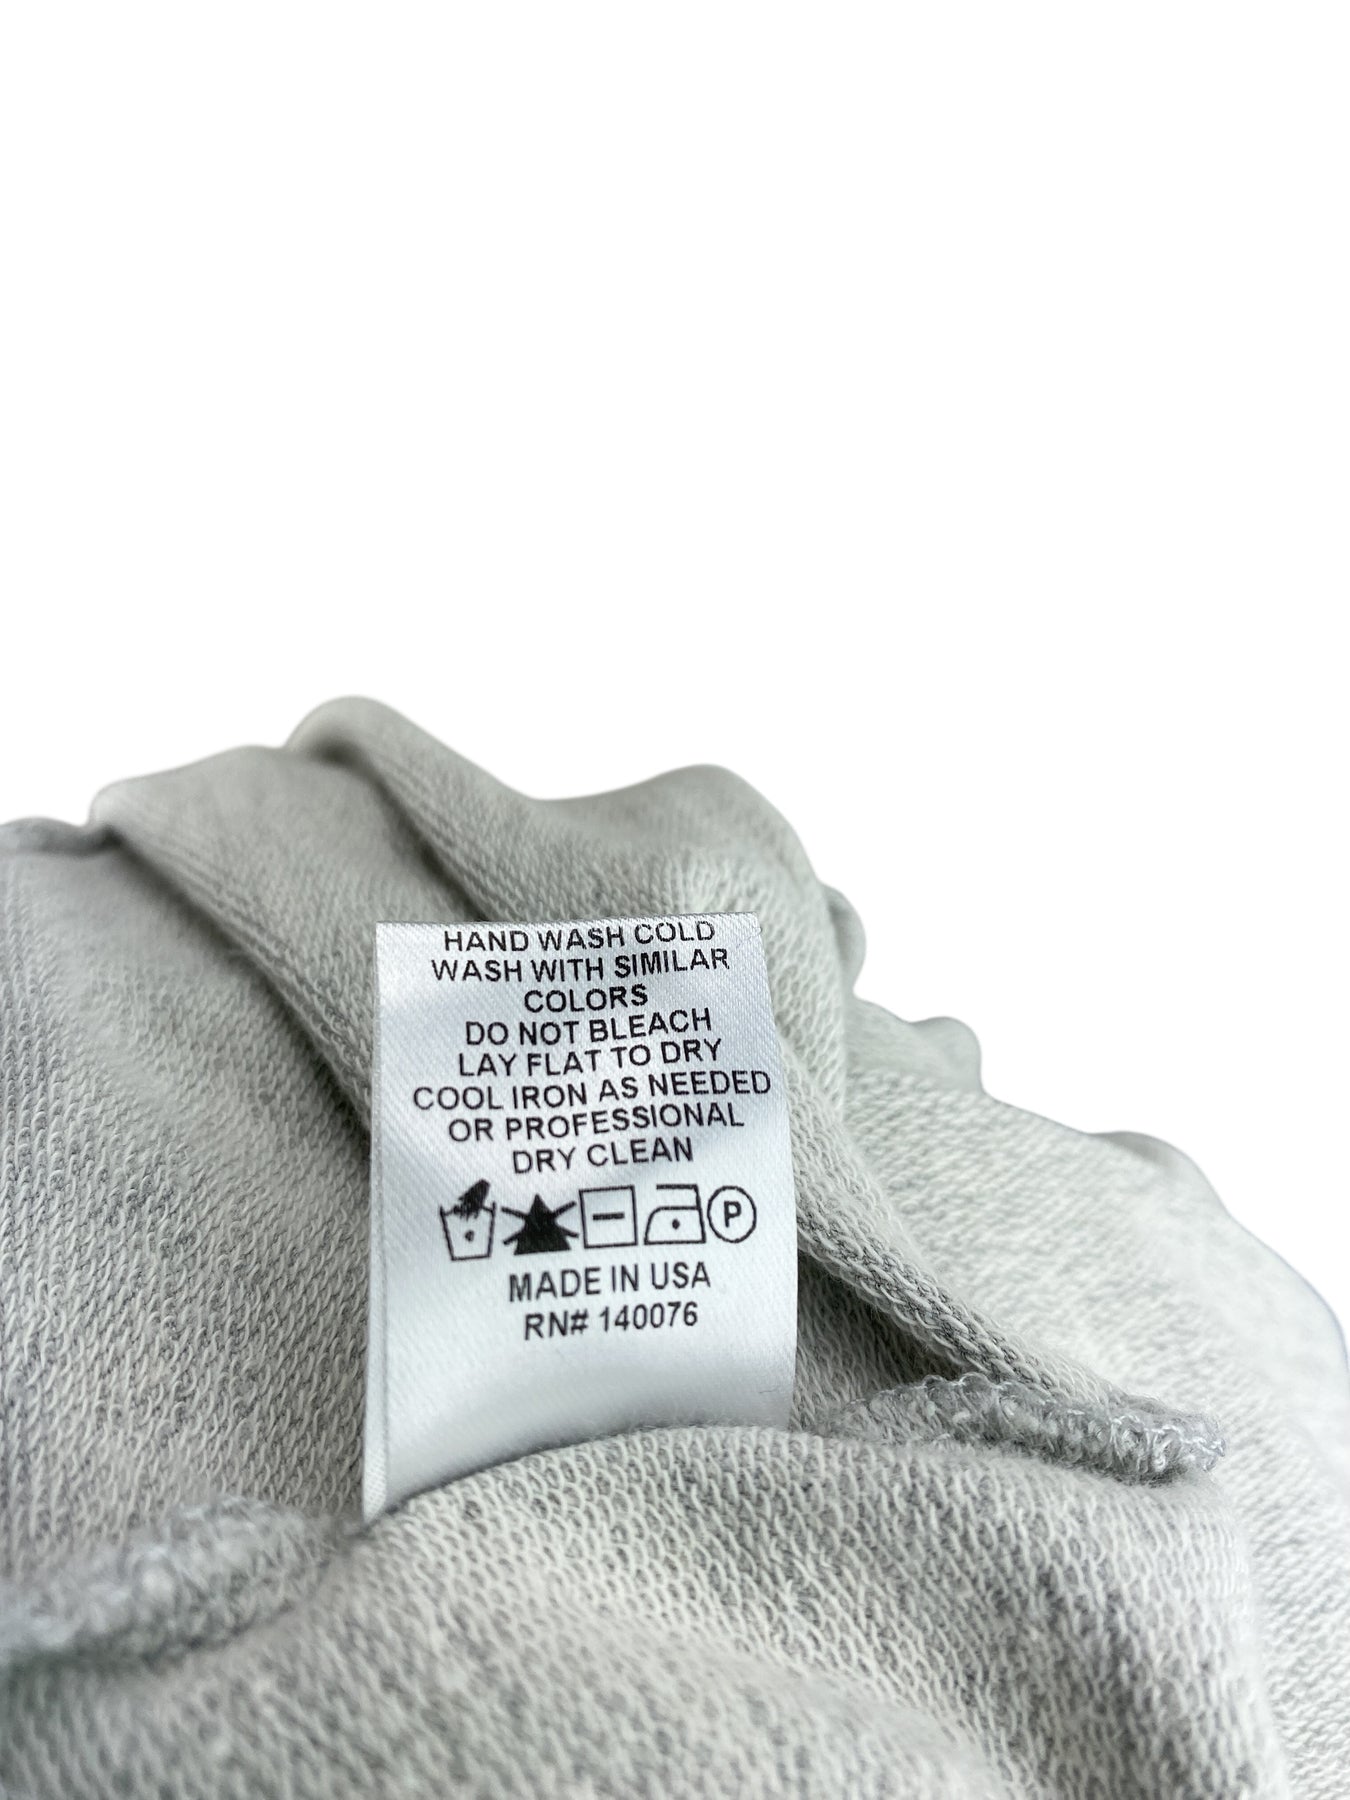 HAND WASH COLD
WASH WITH SIMILAR
COLORS
DO NOT BLEACH
LAY FLAT TO DRY
COOL IRON AS NEEDED
OR PROFESSIONAL
DRY CLEAN
P
MADE IN USA
RN# 140076